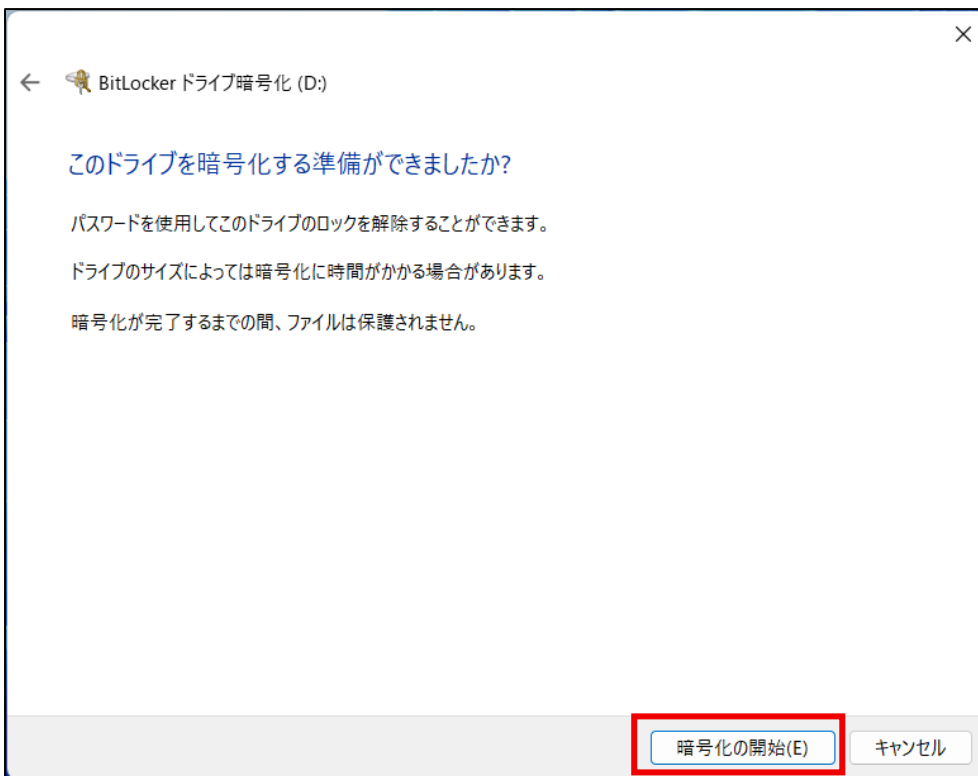 BitLocker ドライブ暗号化 (D:)
このドライブを暗号化する準備ができましたか?
パスワードを使用してこのドライブのロックを解除することができます。
ドライブのサイズによっては暗号化に時間がかかる場合があります。
暗号化が完了するまでの間、ファイルは保護されません。
暗号化の開始(E) キャンセル